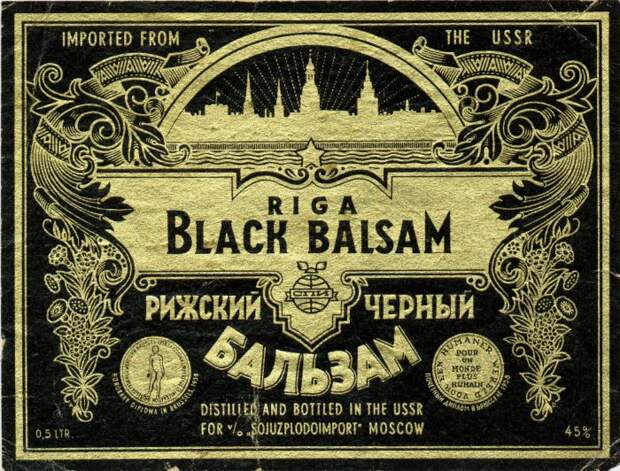 IMPORTED FROM THE USSR
RIGA
BLACK BALSAM
СПИ
РИЖСКИЙ ЧЕРНЫЙ
БАЛЬЗАМ
POUR
UN
MONDE
PLUS
HUMAIN
DISTILLED AND BOTTLED IN THE USSR
FOR V/o „SOJUZPLODOIMPORT" MOSCOW
0,5 LTR.
45%